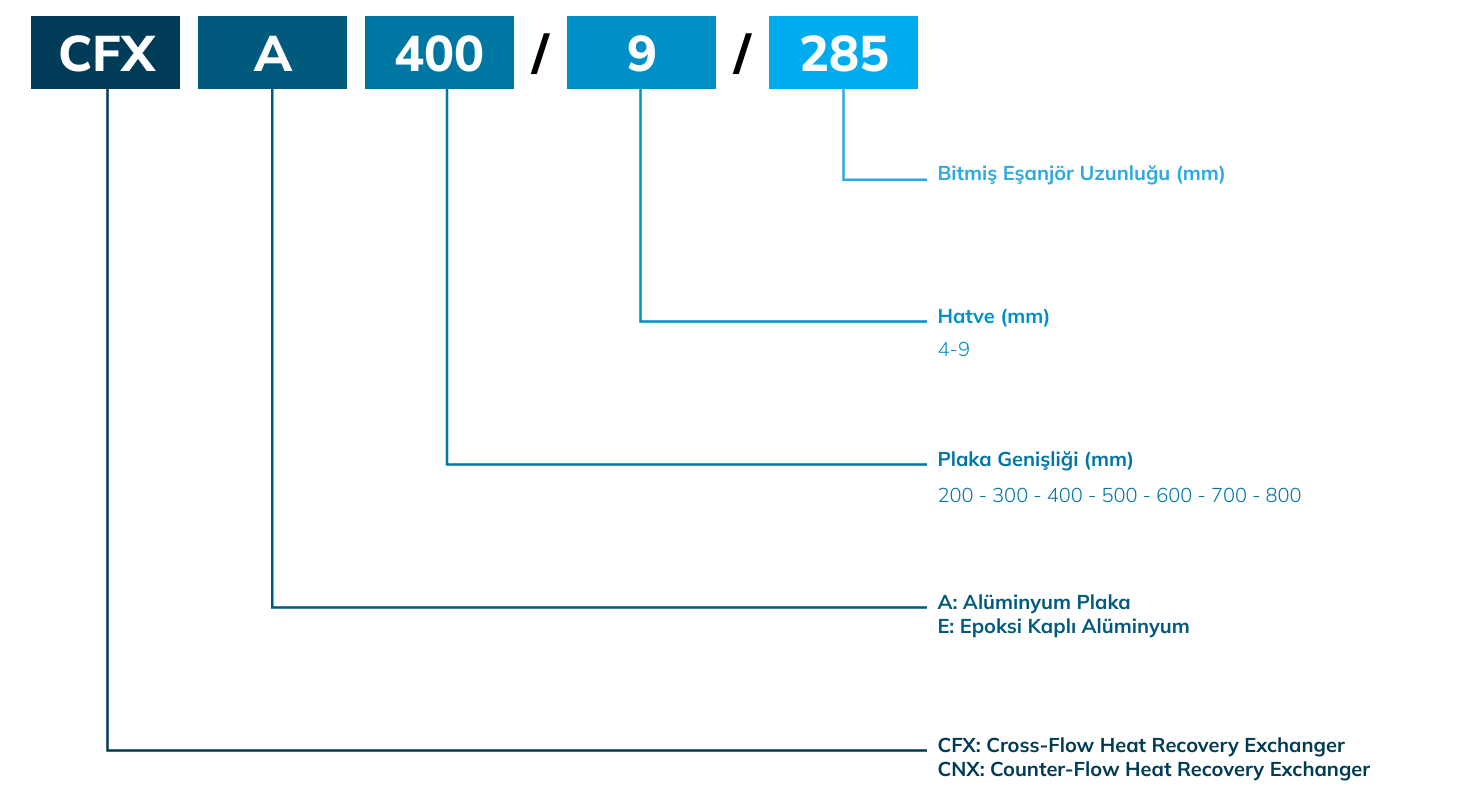 CFX A 400 / 9 / 285
Bitmiş Eşanjör Uzunluğu (mm)
Hatve (mm)
4-9
Plaka Genişliği (mm)
200 - 300 - 400 - 500 - 600 - 700 - 800
A: Alüminyum Plaka
E: Epoksi Kaplı Alüminyum
CFX: Cross-Flow Heat Recovery Exchanger
CNX: Counter-Flow Heat Recovery Exchanger